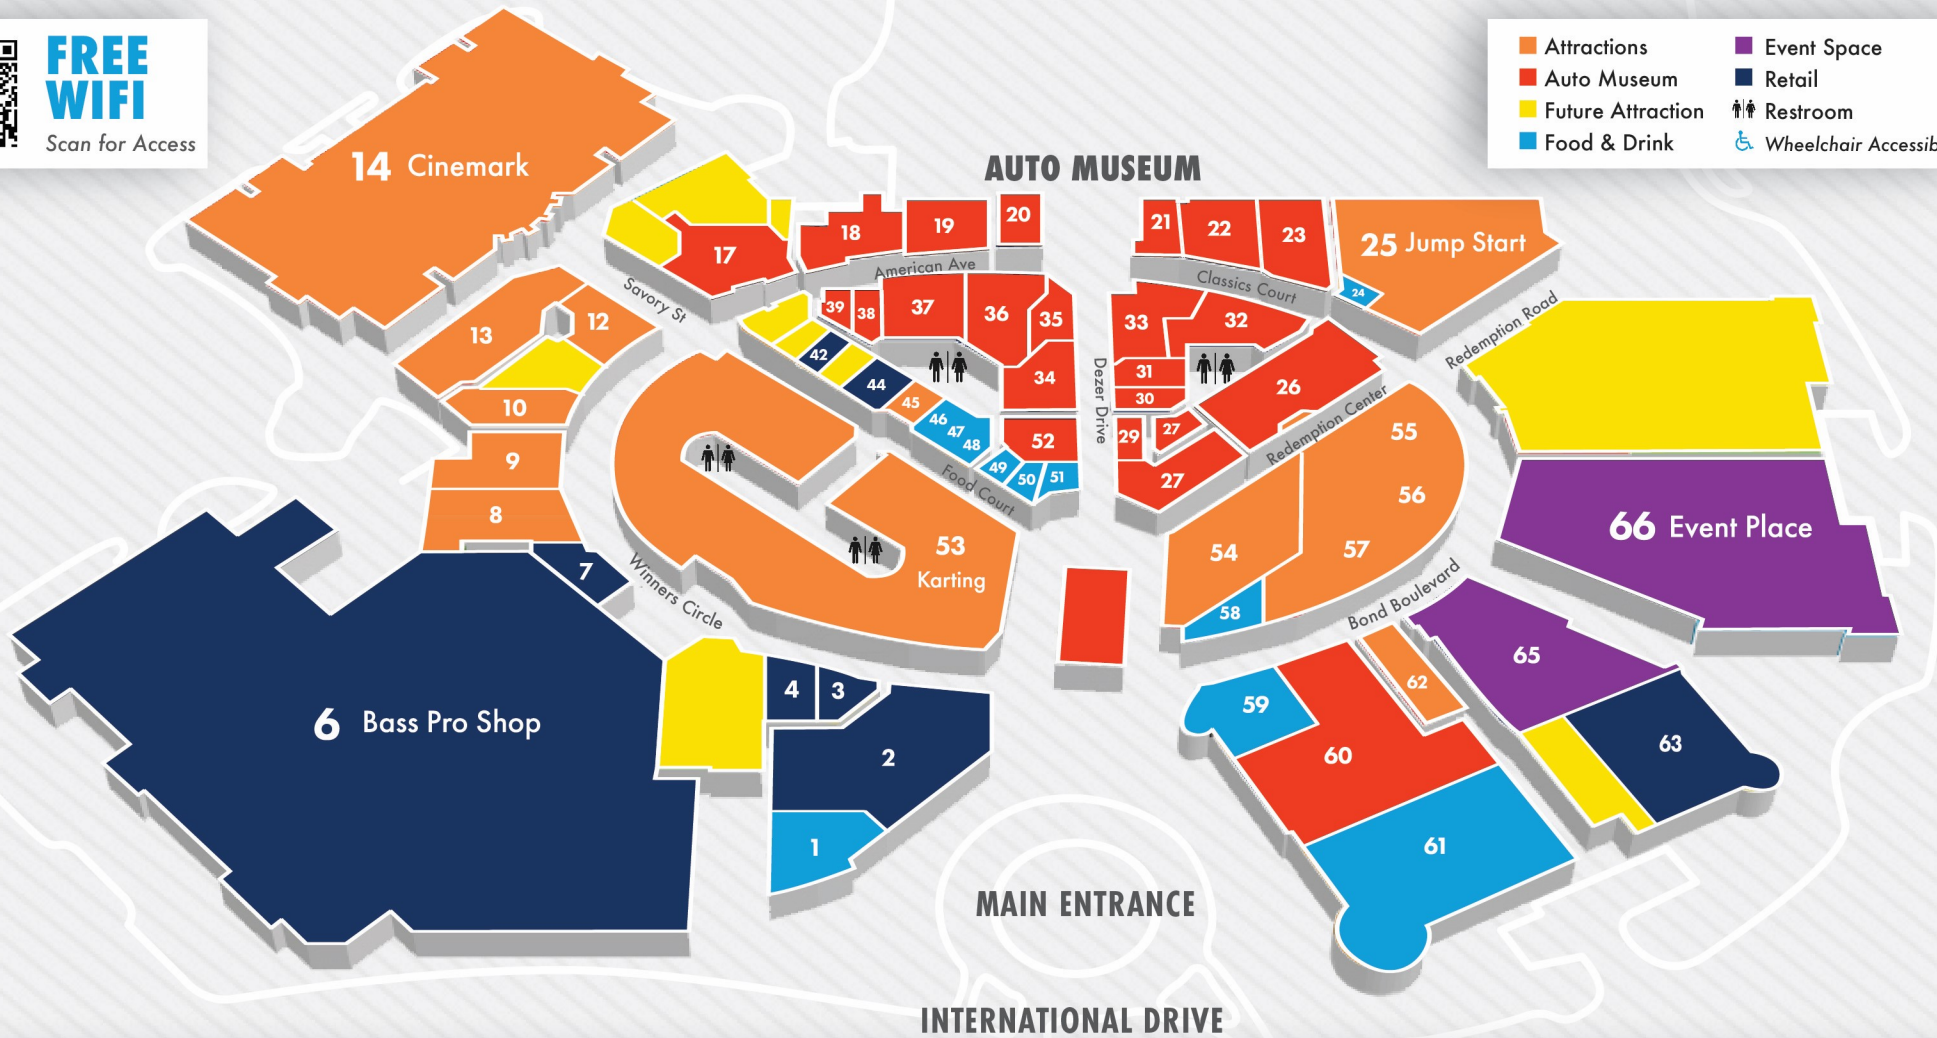 FREE
WIFI
Scan for Access
Attractions
Auto Museum
Future Attraction
Food & Drink
Event Space
Retail
Restroom
Wheelchair
AUTO MUSEUM
14 Cinemark
17
18
19
20
21
22
23
24
25 Jump Start
American Ave
Classics Court
Savory St
Redemption Road
13
12
10
9
8
7
39
38
37
36
35
34
33
32
31
30
29
27
27
26
Dezer Drive
Redemption Center
42
44
45
46
47
48
49
50
51
52
Food Court
53
Karting
Winners Circle
54
55
56
57
58
Bond Boulevard
66 Event Place
65
62
63
59
60
61
6 Bass Pro Shop
4
3
2
1
MAIN ENTRANCE
INTERNATIONAL DRIVE